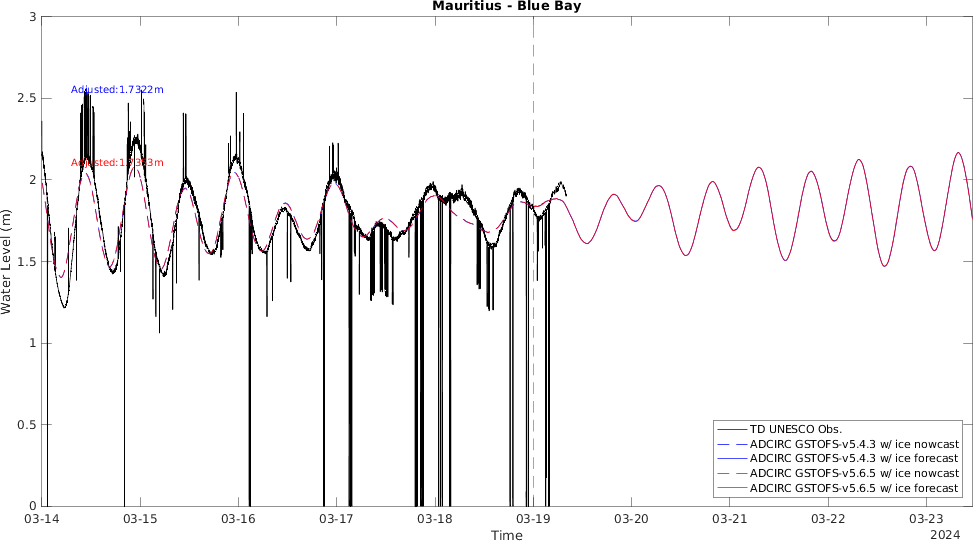 Mauritius - Blue Bay
3
2.5
2
1.5
1
0.5
0
Water Level (m)
Adjusted:1.7322m
03-14
03-15
03-16
03-17
03-18
03-19
03-20
03-21
03-22
03-23
Time
2024
TD UNESCO Obs.
ADCIRC GSTOFS-v5.4.3 w/ ice nowcast
ADCIRC GSTOFS-v5.4.3 w/ ice forecast
ADCIRC GSTOFS-v5.6.5 w/ ice nowcast
ADCIRC GSTOFS-v5.6.5 w/ ice forecast